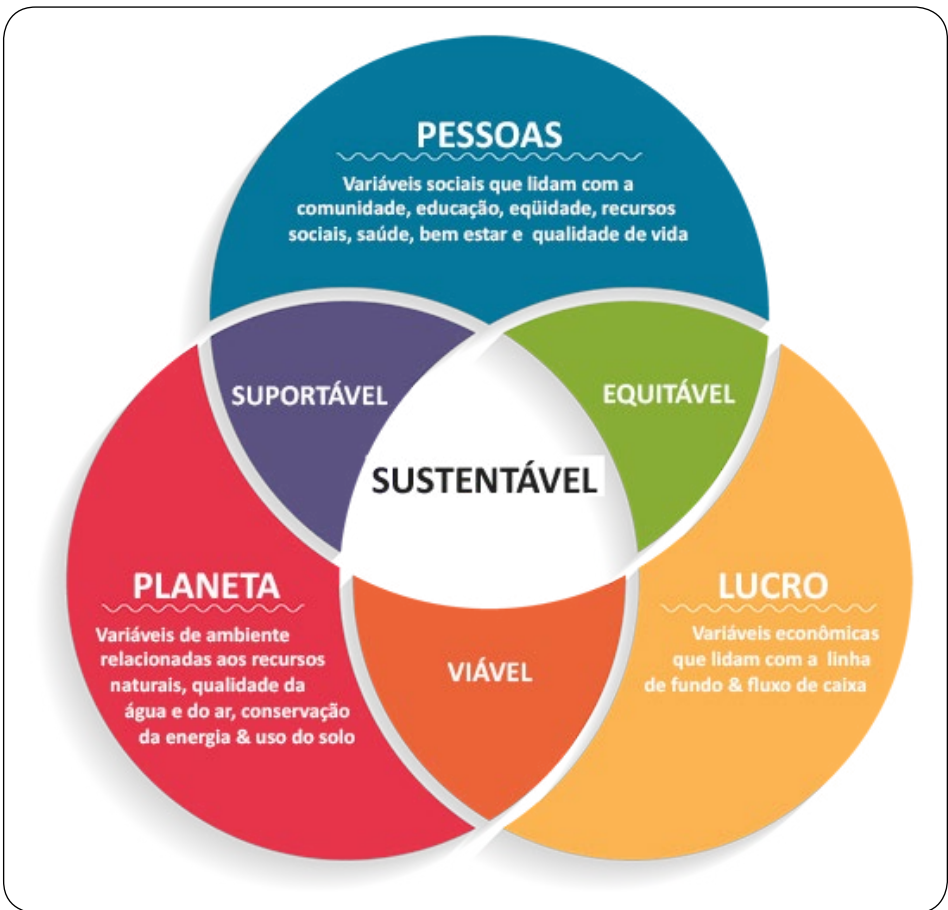 PESSOAS
Variáveis sociais que lidam com a
comunidade, educação, eqüidade, recursos
sociais, saúde, bem estar e qualidade de vida
SUPORTÁVEL
EQUITÁVEL
SUSTENTÁVEL
PLANETA
Variáveis de ambiente
relacionadas aos recursos
naturais, qualidade da
água e do ar, conservação
da energia & uso do solo
VIÁVEL
LUCRO
Variáveis econômicas
que lidam com a linha
de fundo & fluxo de caixa